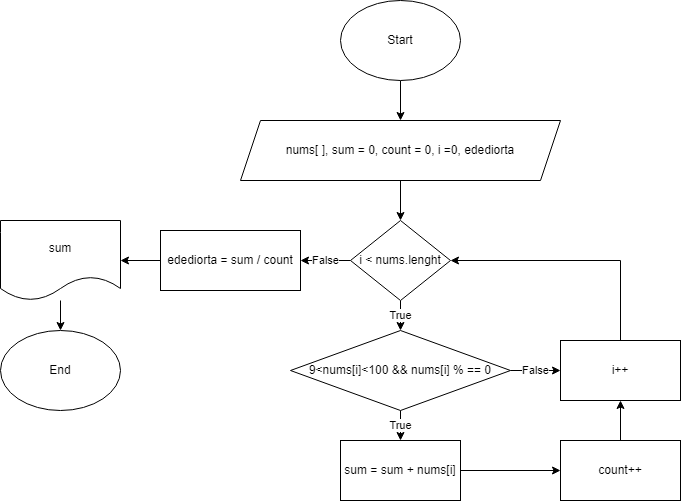 Start
nums[ ], sum = 0, count = 0, i =0, edediorta
i < nums.lenght
False
edediorta = sum / count
sum
End
True
9<nums[i]<100 && nums[i] % == 0
False
i++
True
sum = sum + nums[i]
count++